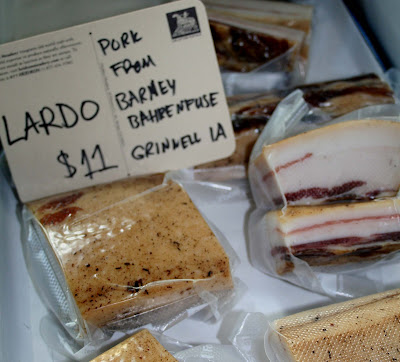 LARDO
$11
PORK
FROM
BARNEY
BAHRENFUSE
GRINNELL IA